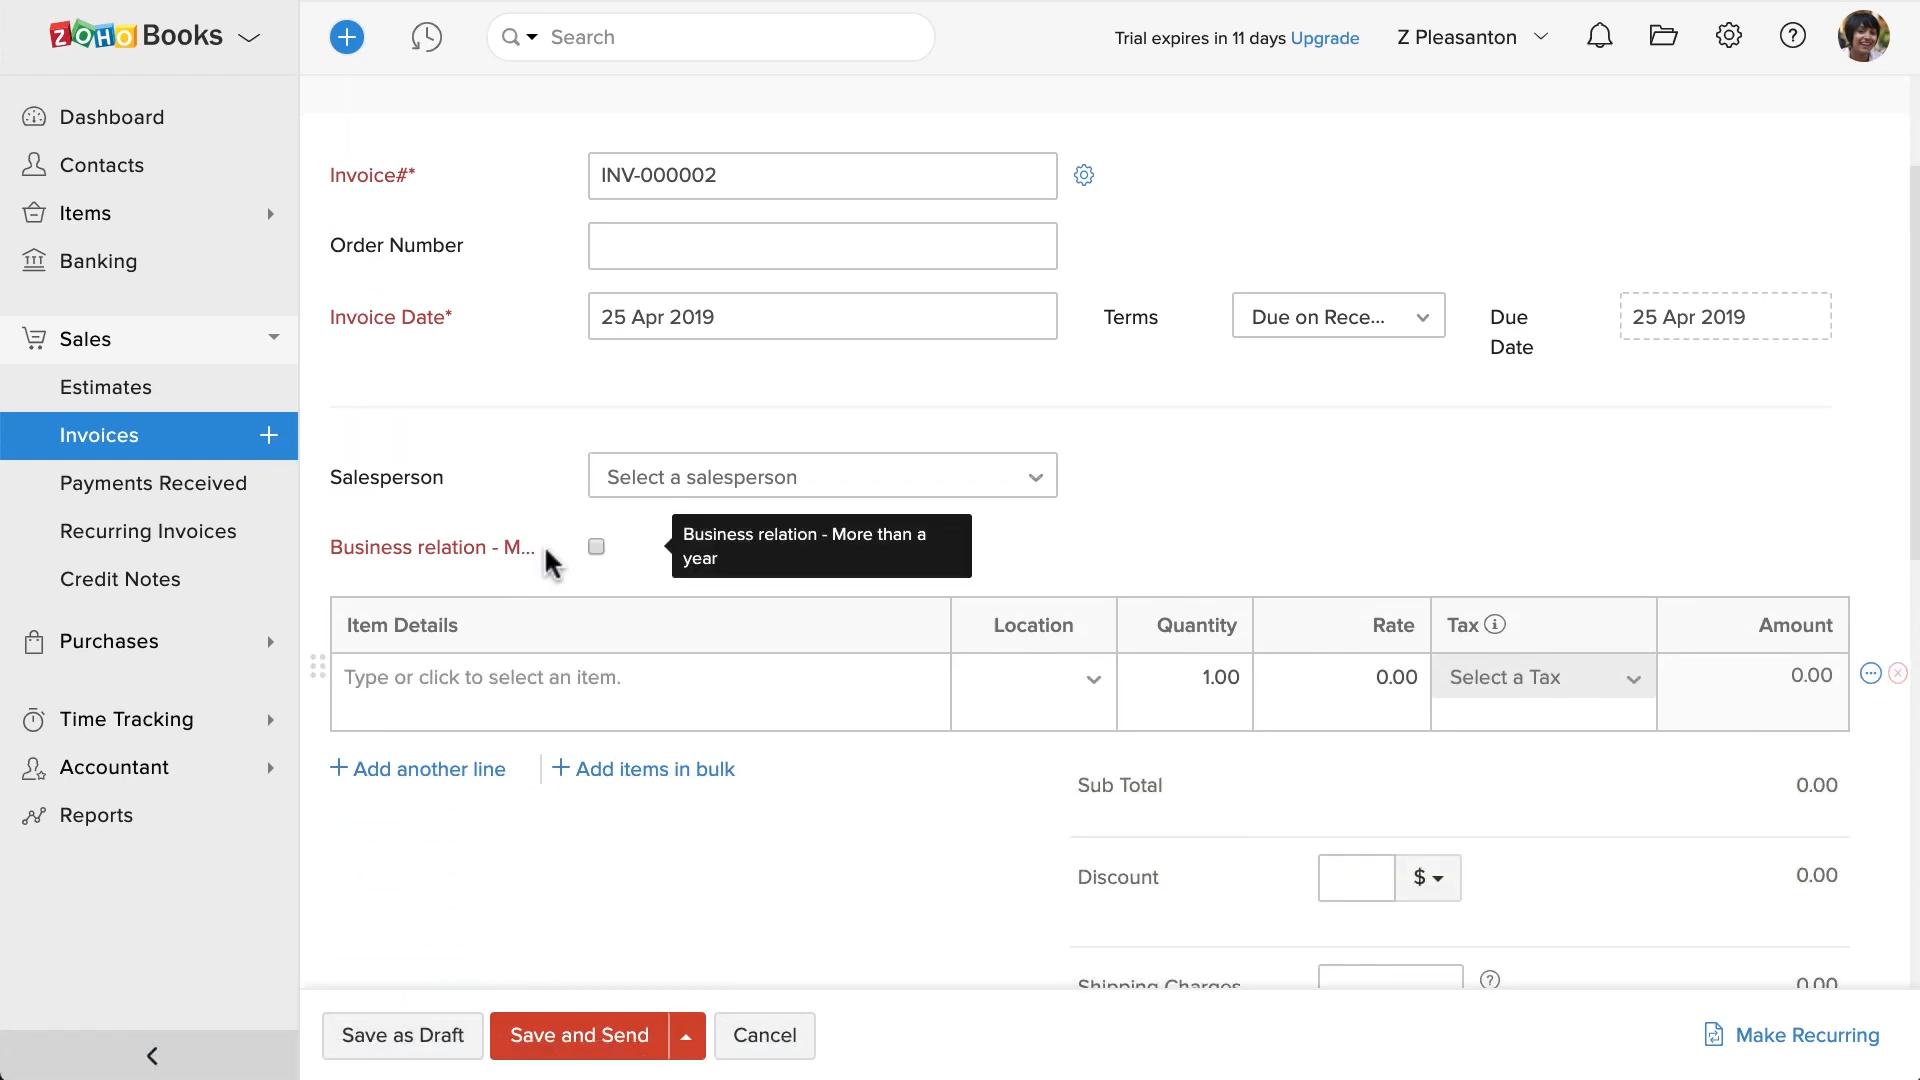 ZOHO Books
Search
Trial expires in 11 days Upgrade
Z Pleasanton
Dashboard
Contacts
Items
Banking
Sales
Estimates
Invoices
Payments Received
Recurring Invoices
Credit Notes
Purchases
Time Tracking
Accountant
Reports
Invoice#*
INV-000002
Order Number
Invoice Date*
25 Apr 2019
Terms
Due on Rece...
Due
Date
25 Apr 2019
Salesperson
Select a salesperson
Business relation - M...
Business relation - More than a
year
Item Details
Location
Quantity
Rate
Tax
Amount
Type or click to select an item.
1.00
0.00
Select a Tax
0.00
+ Add another line
+ Add items in bulk
Sub Total
0.00
Discount
$
0.00
Shipping Charges
0.00
Save as Draft
Save and Send
Cancel
Make Recurring